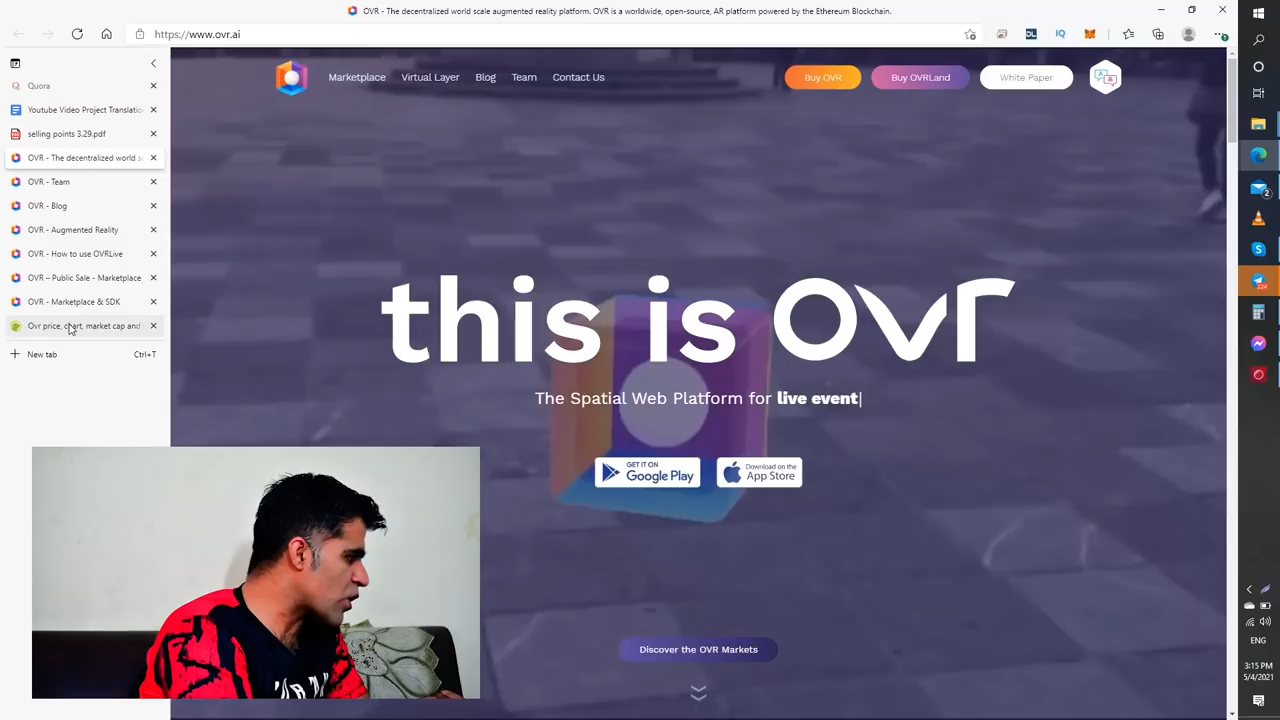 OVR - The decentralized world scale augmented reality platform. OVR is a worldwide, open-source, AR platform powered by the Ethereum Blockchain.
https://www.ovr.ai
Quora
Youtube Video Project Translatio
selling points 3.29.pdf
OVR - The decentralized world s
OVR - Team
OVR - Blog
OVR - Augmented Reality
OVR - How to use OVRLive
OVR – Public Sale - Marketplace
OVR - Marketplace & SDK
Ovr price, chart, market cap and
New tab Ctrl+T
Marketplace Virtual Layer Blog Team Contact Us Buy OVR Buy OVRLand White Paper
this is Ovr
The Spatial Web Platform for live event|
GET IT ON
Google Play
Download on the
App Store
Discover the OVR Markets
DL
IQ
2
224
ENG
3:15 PM
5/4/2021